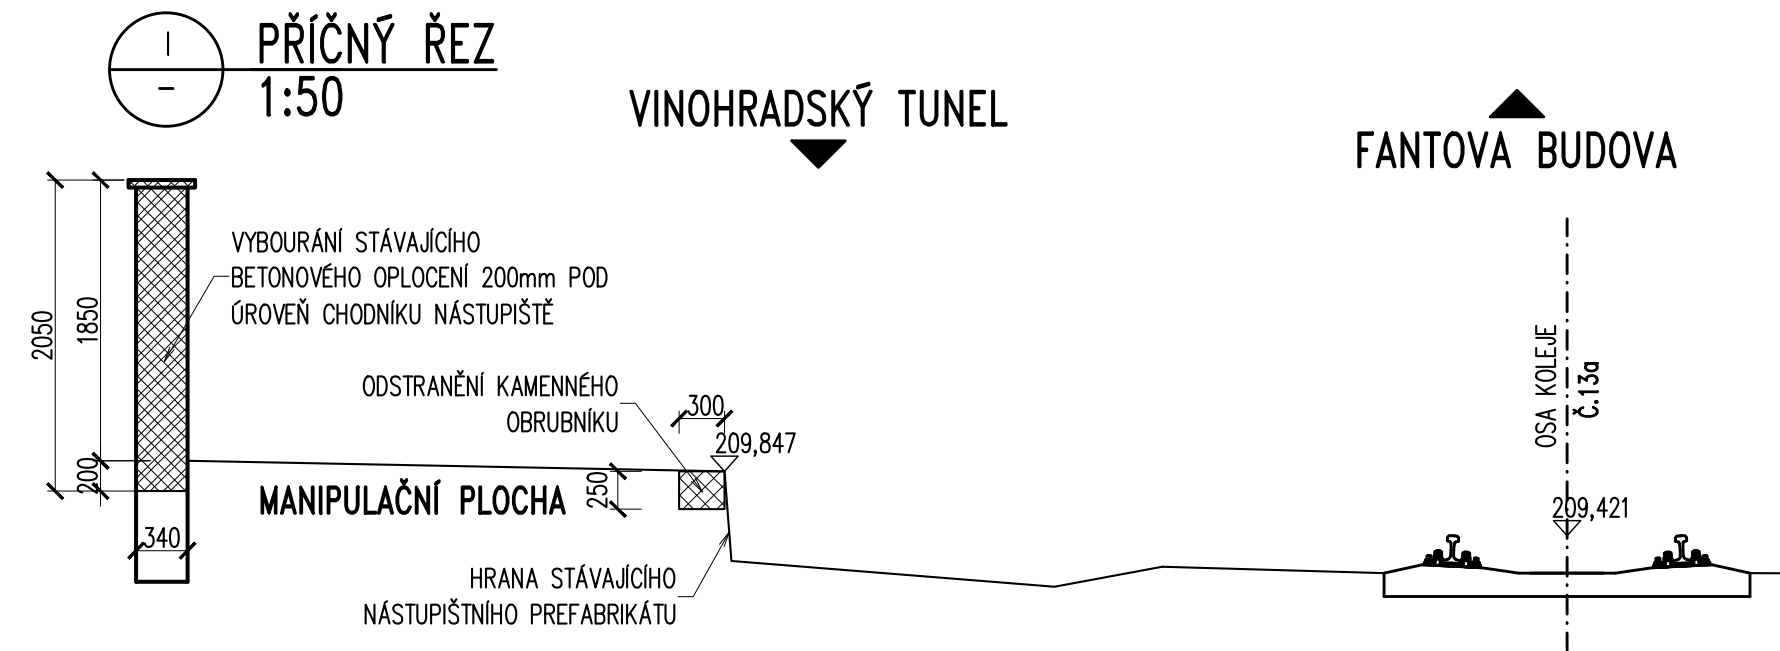 PŘÍČNÝ ŘEZ
1:50
VINOHRADSKÝ TUNEL
FANTOVA BUDOVA
VYBOURÁNÍ STÁVAJÍCÍHO
BETONOVÉHO OPLOCENÍ 200mm POD
ÚROVEŇ CHODNÍKU NÁSTUPIŠTĚ
2050
1850
200
340
ODSTRANĚNÍ KAMENNÉHO
OBRUBNÍKU
300
209,847
250
MANIPULAČNÍ PLOCHA
HRANA STÁVAJÍCÍHO
NÁSTUPIŠTNÍHO PREFABRIKÁTU
OSA KOLEJE
Č.13a
209,421